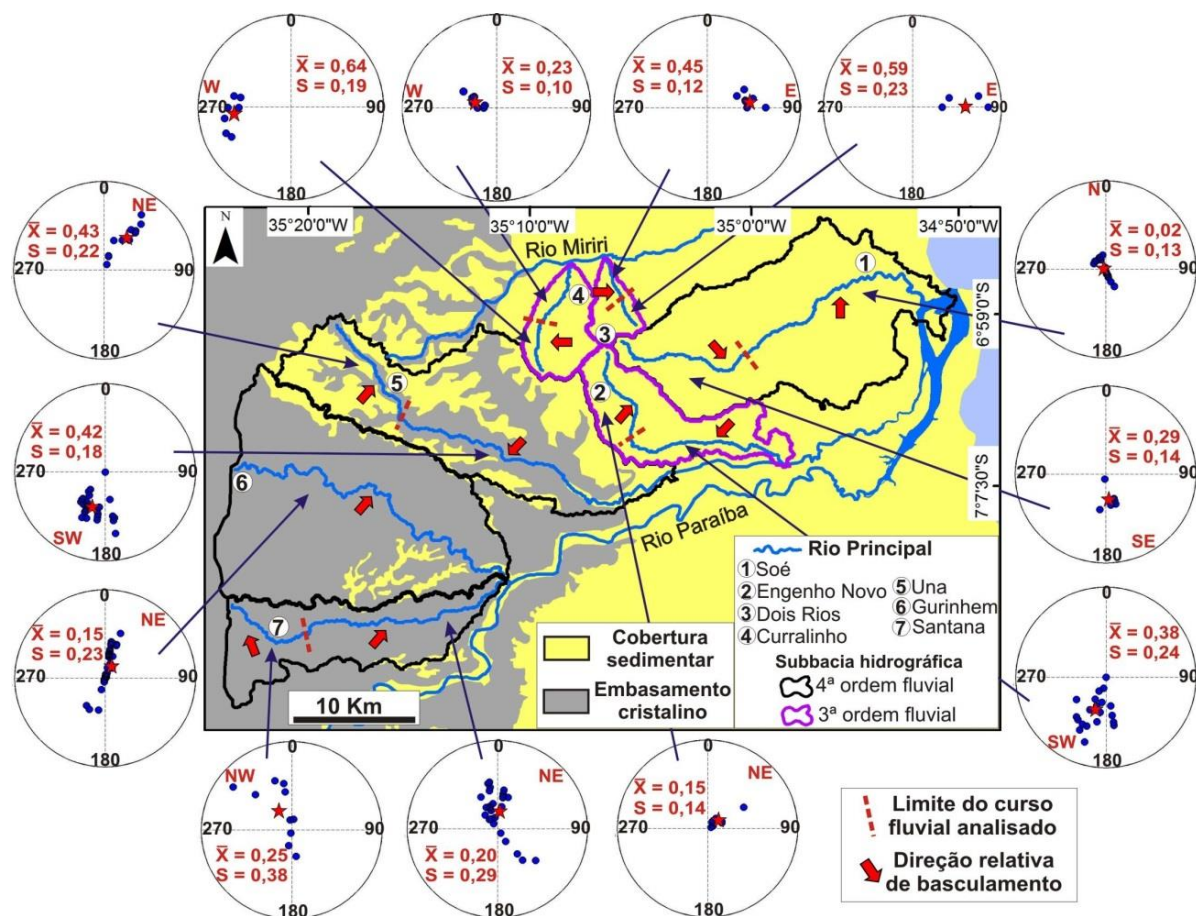 0
X̄ = 0,64
S = 0,19
W
270
90
180
0
X̄ = 0,23
S = 0,10
W
270
90
180
0
X̄ = 0,45
S = 0,12
E
270
90
180
0
X̄ = 0,59
S = 0,23
E
270
90
180
0
NE
X̄ = 0,43
S = 0,22
270
90
180
0
N
X̄ = 0,02
S = 0,13
270
90
180
0
X̄ = 0,42
S = 0,18
270
90
SW
180
0
X̄ = 0,29
S = 0,14
270
90
SE
180
0
NE
X̄ = 0,15
S = 0,23
270
90
180
0
X̄ = 0,38
S = 0,24
270
90
SW
180
0
NW
270
90
X̄ = 0,25
S = 0,38
180
0
NE
270
90
X̄ = 0,20
S = 0,29
180
0
NE
X̄ = 0,15
S = 0,14
270
90
180
N
35°20'0"W
35°10'0"W
35°0'0"W
34°50'0"W
6°59'0"S
7°7'30"S
Rio Miriri
1
4
3
5
2
6
7
Rio Paraíba
10 Km
Cobertura
sedimentar
Embasamento
cristalino
Rio Principal
1 Soé
2 Engenho Novo
3 Dois Rios
4 Curralinho
5 Una
6 Gurinhem
7 Santana
Subbacia hidrográfica
4ª ordem fluvial
3ª ordem fluvial
Limite do curso
fluvial analisado
Direção relativa
de basculamento